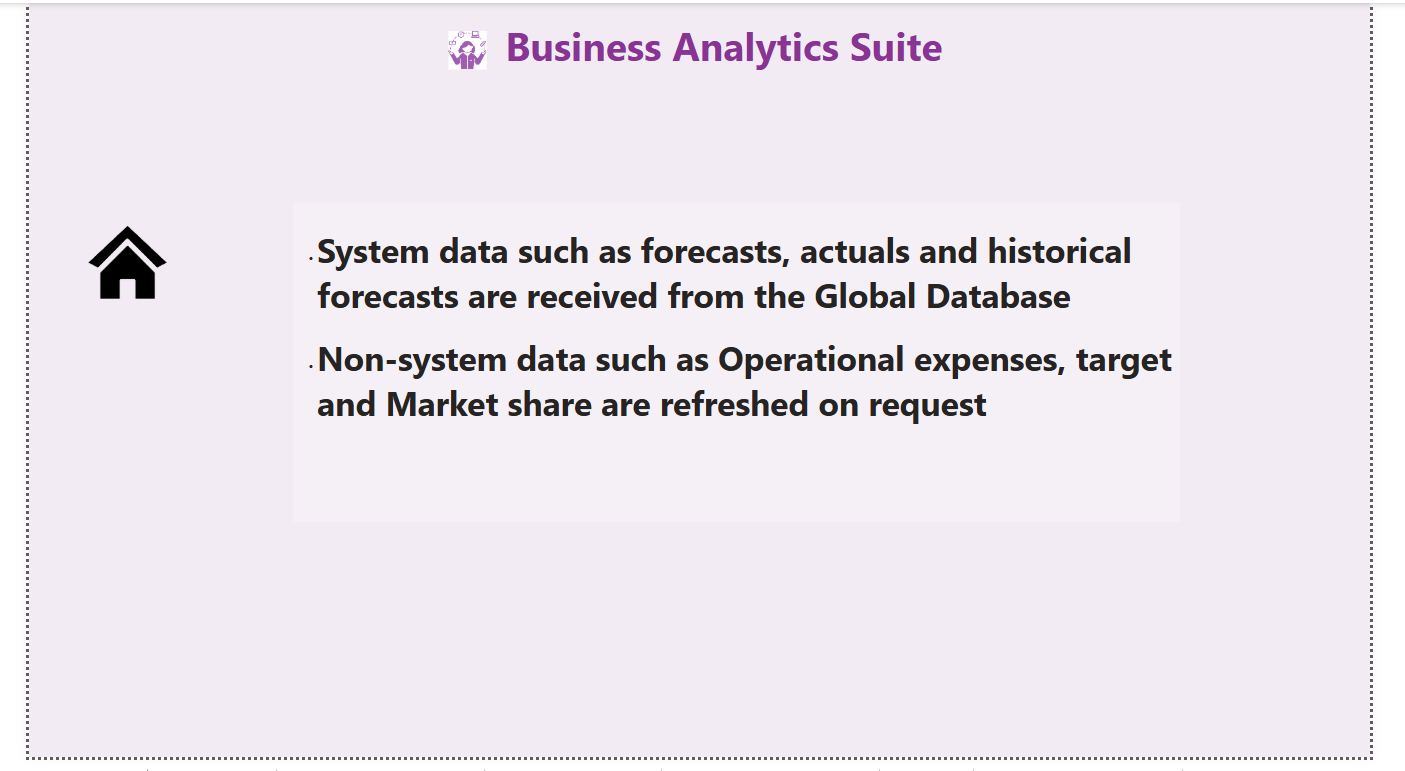 Business Analytics Suite
· System data such as forecasts, actuals and historical
forecasts are received from the Global Database
· Non-system data such as Operational expenses, target
and Market share are refreshed on request